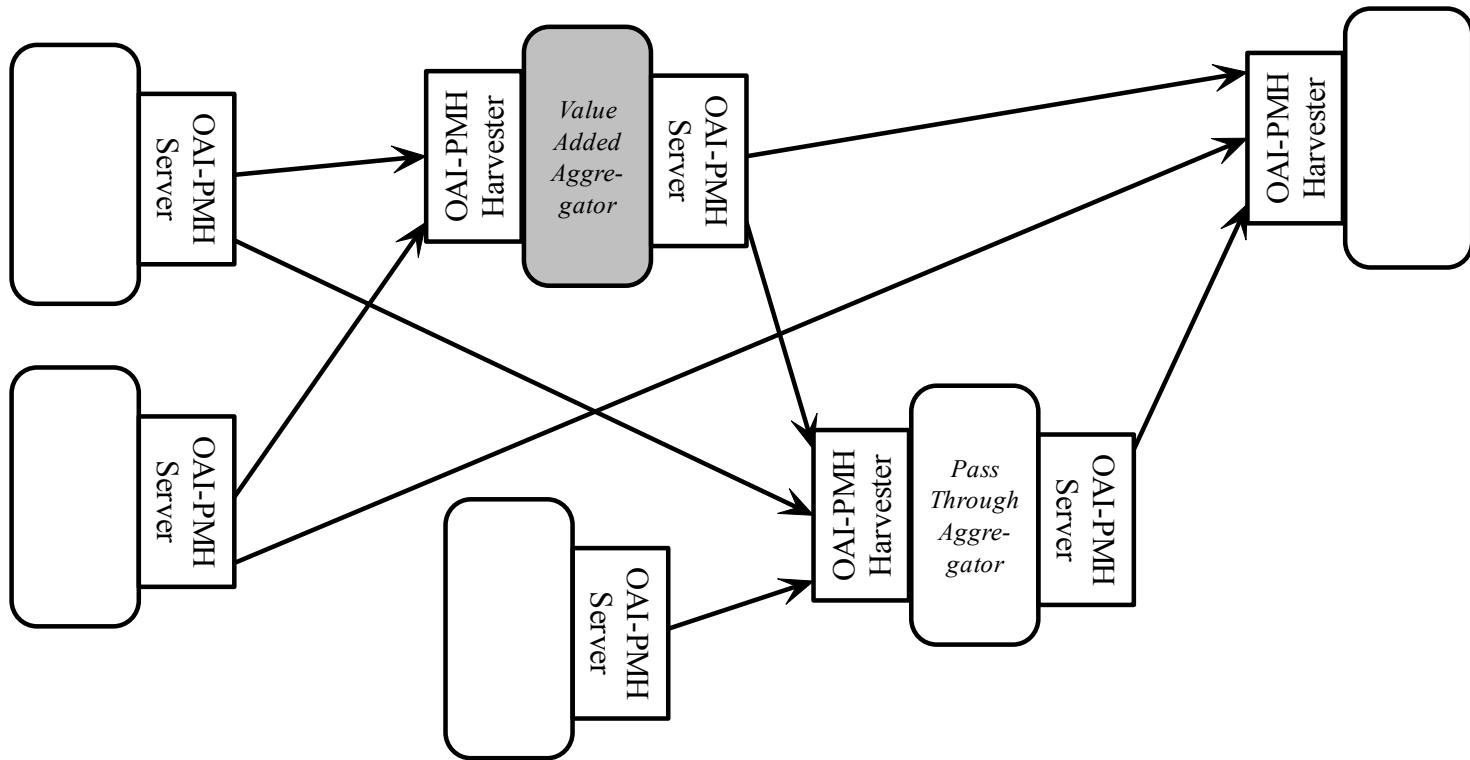 OAI-PMH
Server
OAI-PMH
Harvester
Value
Added
Aggre-
gator
OAI-PMH
Server
OAI-PMH
Harvester
OAI-PMH
Server
OAI-PMH
Server
OAI-PMH
Harvester
Pass
Through
Aggre-
gator
OAI-PMH
Server